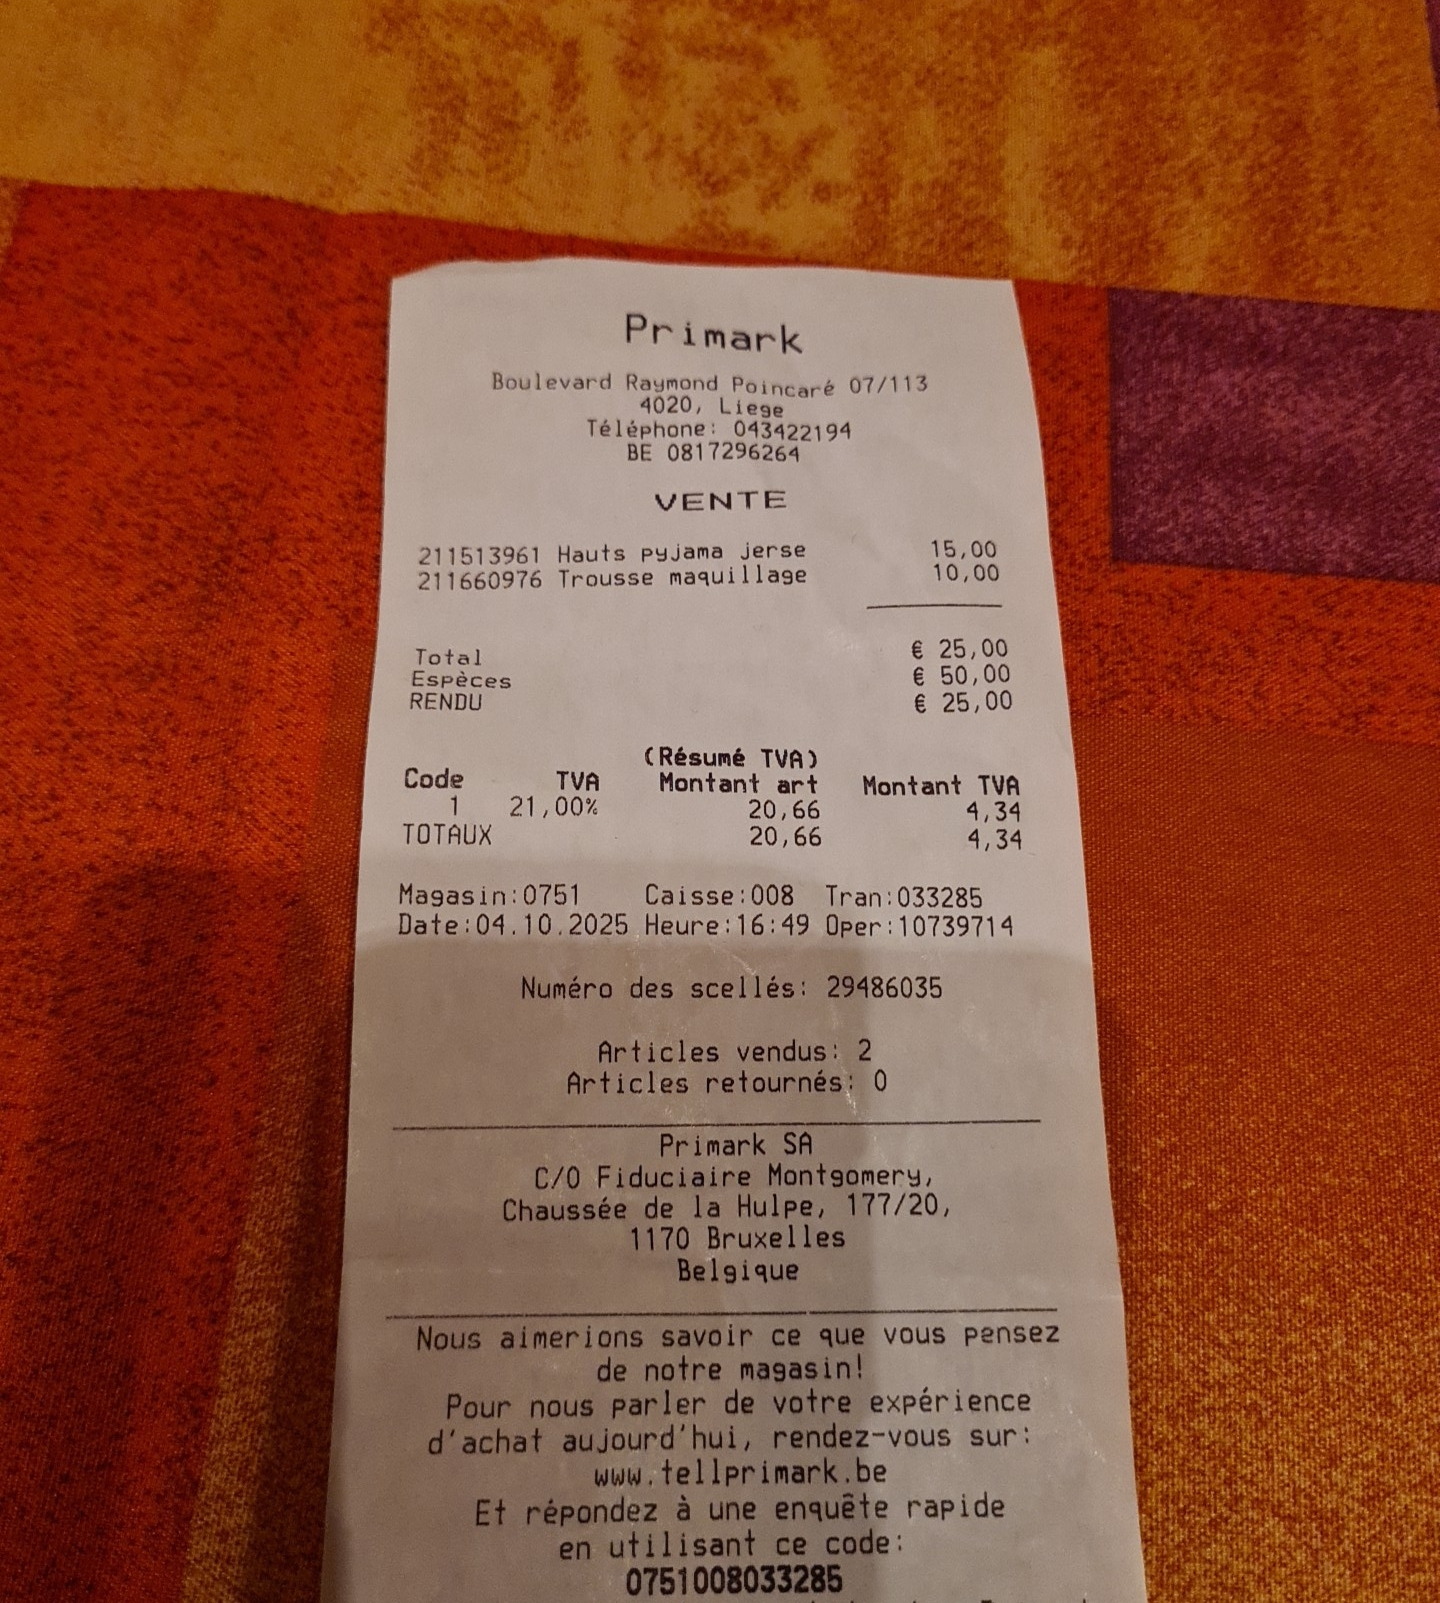 Primark
Boulevard Raymond Poincaré 07/113
4020, Liege
Téléphone: 043422194
BE 0817296264
VENTE
211513961 Hauts pyjama jerse 15,00
211660976 Trousse maquillage 10,00
Total € 25,00
Espèces € 50,00
RENDU € 25,00
(Résumé TVA)
Code TVA Montant art Montant TVA
1 21,00% 20,66 4,34
TOTAUX 20,66 4,34
Magasin:0751 Caisse:008 Tran:033285
Date:04.10.2025 Heure:16:49 Oper:10739714
Numéro des scellés: 29486035
Articles vendus: 2
Articles retournés: 0
Primark SA
C/O Fiduciaire Montgomery,
Chaussée de la Hulpe, 177/20,
1170 Bruxelles
Belgique
Nous aimerions savoir ce que vous pensez
de notre magasin!
Pour nous parler de votre expérience
d'achat aujourd'hui, rendez-vous sur:
www.tellprimark.be
Et répondez à une enquête rapide
en utilisant ce code:
0751008033285